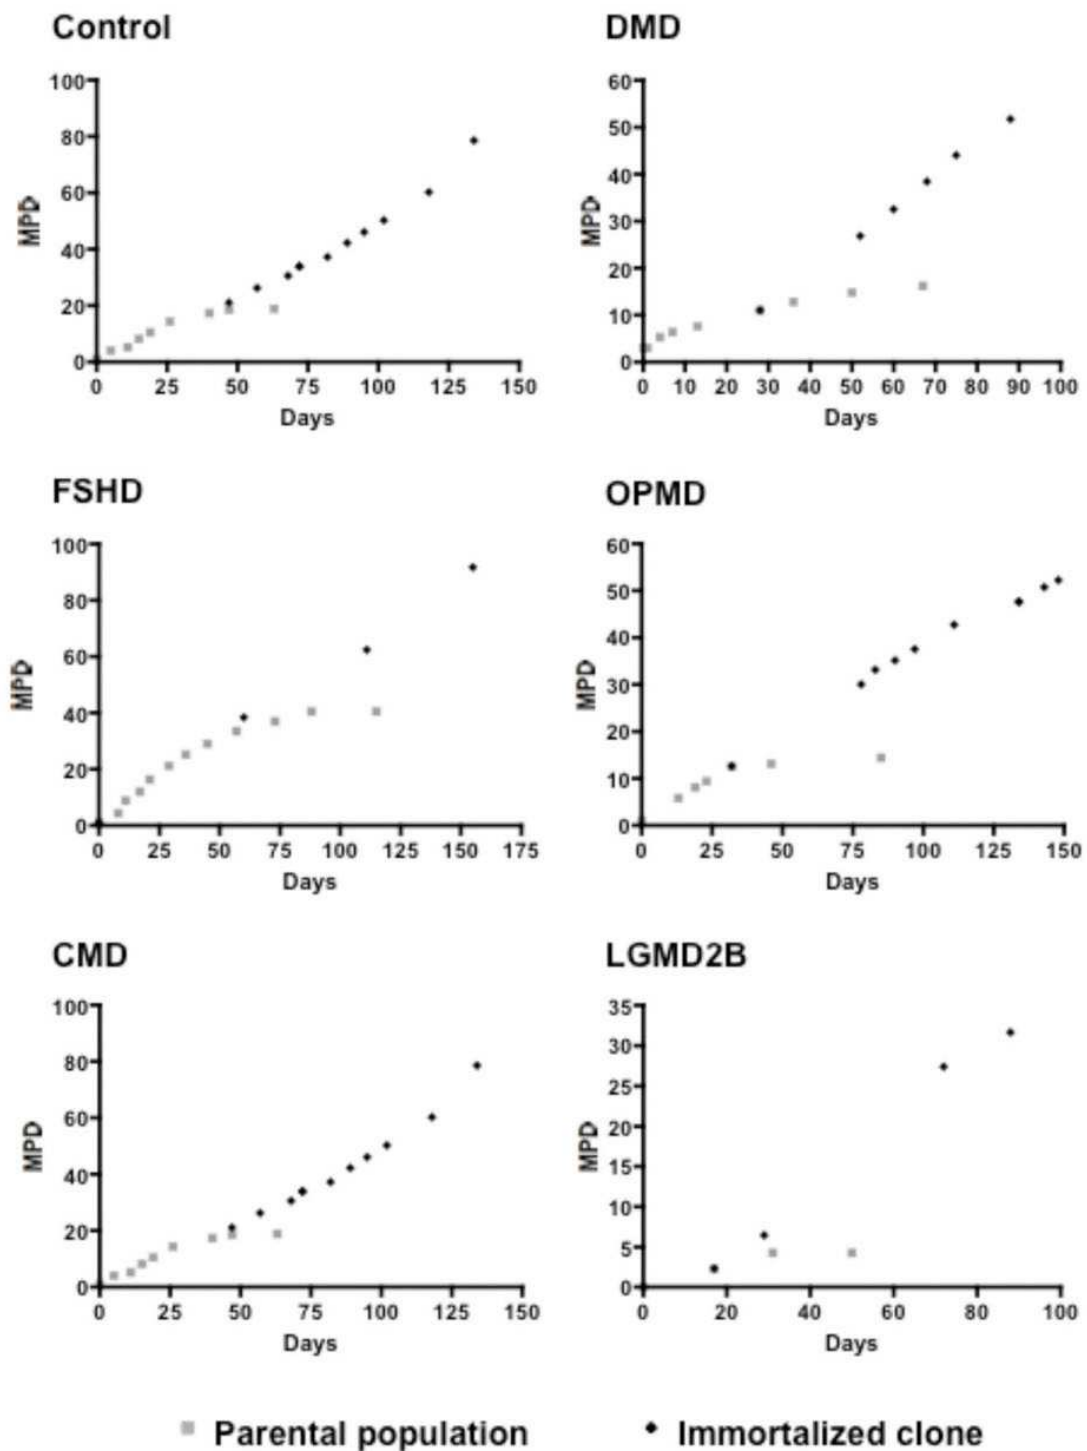 Control
DMD
100
80
60
40
20
0
MPD
0 25 50 75 100 125 150
Days
60
50
40
30
20
10
0
MPD
0 10 20 30 40 50 60 70 80 90 100
Days
FSHD
OPMD
100
80
60
40
20
0
MPD
0 25 50 75 100 125 150 175
Days
60
50
40
30
20
10
0
MPD
0 25 50 75 100 125 150
Days
CMD
LGMD2B
100
80
60
40
20
0
MPD
0 25 50 75 100 125 150
Days
35
30
25
20
15
10
5
0
MPD
0 20 40 60 80 100
Days
Parental population
Immortalized clone